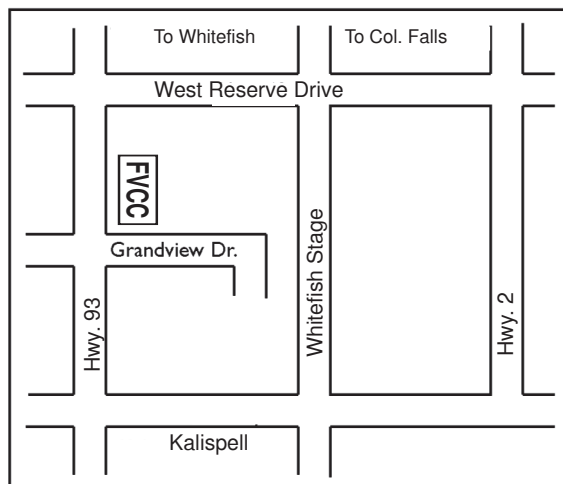 To Whitefish
To Col. Falls
West Reserve Drive
FVCC
Grandview Dr.
Hwy. 93
Whitefish Stage
Hwy. 2
Kalispell